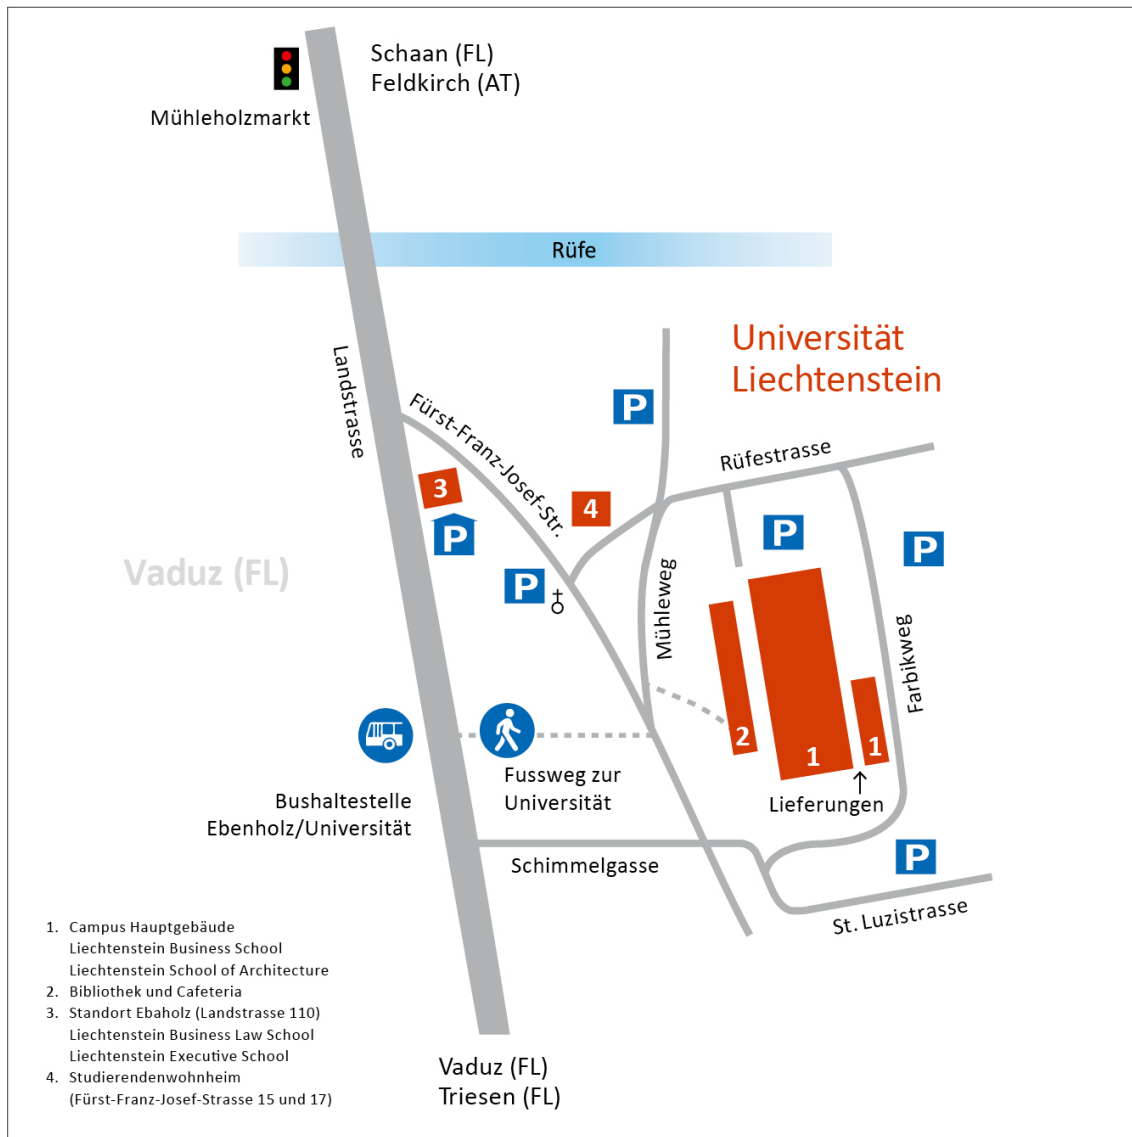 Schaan (FL)
Feldkirch (AT)
Mühleholzmarkt
Rüfe
Universität
Liechtenstein
Landstrasse
Fürst-Franz-Josef-Str.
P
Rüfestrasse
3
4
P
P
P
P
Vaduz (FL)
Mühleweg
Farbikweg
2
1
1
Fussweg zur
Universität
Bushaltestelle
Ebenholz/Universität
Lieferungen
Schimmelgasse
P
St. Luzistrasse
1. Campus Hauptgebäude
Liechtenstein Business School
Liechtenstein School of Architecture
2. Bibliothek und Cafeteria
3. Standort Ebaholz (Landstrasse 110)
Liechtenstein Business Law School
Liechtenstein Executive School
4. Studierendenwohnheim
(Fürst-Franz-Josef-Strasse 15 und 17)
Vaduz (FL)
Triesen (FL)